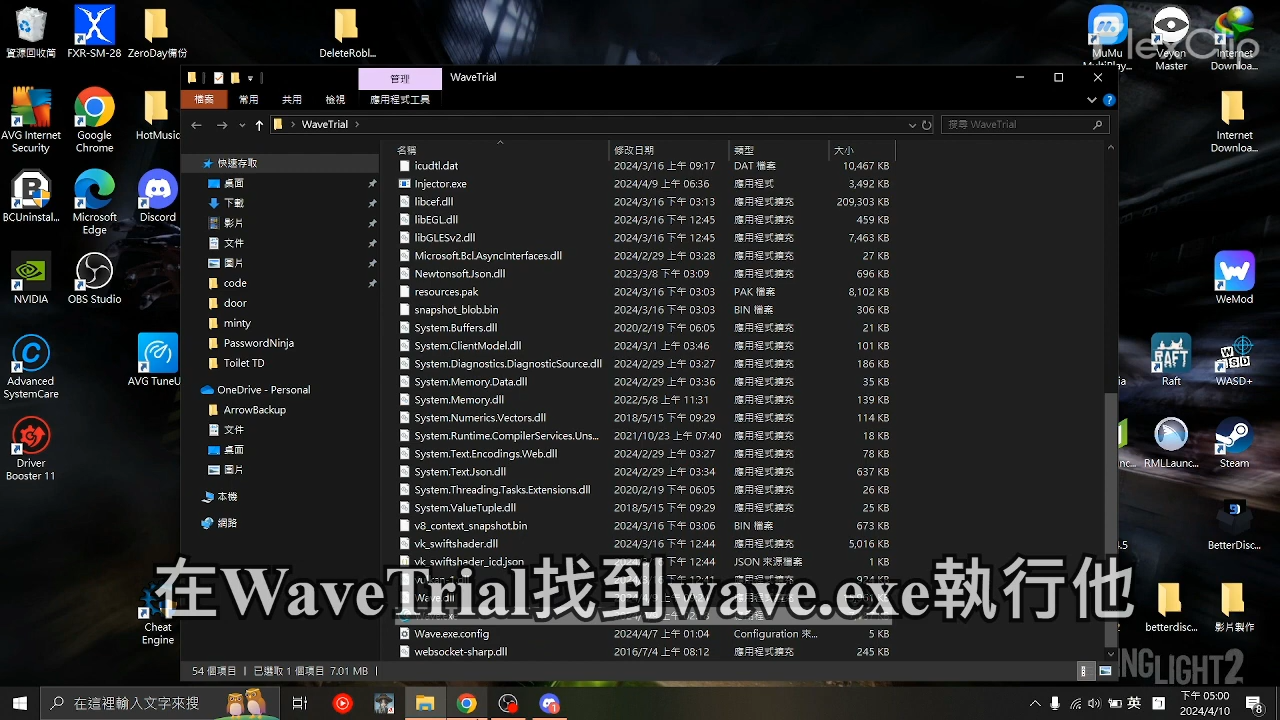 資源回收筒
FXR-SM-28
ZeroDay備份
DeleteRobl...
MuMu
MultiPlay...
Veyon
Master
Internet
Downloa...
FlexClip
管理
WaveTrial
檔案
常用
共用
檢視
應用程式工具
WaveTrial
搜尋 WaveTrial
AVG Internet
Security
Google
Chrome
HotMusic
Internet
Downloa...
BCUninstal...
Microsoft
Edge
Discord
NVIDIA
OBS Studio
WeMod
Advanced
SystemCare
AVG TuneU
Raft
WASD+
Driver
Booster 11
RMLLaunc...
Steam
BetterDisc...
Cheat
Engine
betterdisc...
影片製作
快速存取
桌面
下載
影片
文件
圖片
code
door
minty
PasswordNinja
Toilet TD
OneDrive - Personal
ArrowBackup
文件
桌面
圖片
本機
網路
名稱 修改日期 類型 大小
icudtl.dat 2024/3/16 上午 09:17 DAT 檔案 10,467 KB
Injector.exe 2024/4/9 上午 06:36 應用程式 3,492 KB
libcef.dll 2024/3/16 下午 03:13 應用程式擴充 209,303 KB
libEGL.dll 2024/3/16 下午 12:45 應用程式擴充 459 KB
libGLESv2.dll 2024/3/16 下午 12:45 應用程式擴充 7,463 KB
Microsoft.Bcl.AsyncInterfaces.dll 2024/2/29 下午 03:28 應用程式擴充 27 KB
Newtonsoft.Json.dll 2023/3/8 下午 03:09 應用程式擴充 696 KB
resources.pak 2024/3/16 下午 03:03 PAK 檔案 8,102 KB
snapshot_blob.bin 2024/3/16 下午 03:03 BIN 檔案 306 KB
System.Buffers.dll 2020/2/19 下午 06:05 應用程式擴充 21 KB
System.ClientModel.dll 2024/3/1 上午 03:46 應用程式擴充 101 KB
System.Diagnostics.DiagnosticSource.dll 2024/2/29 下午 03:27 應用程式擴充 186 KB
System.Memory.Data.dll 2024/2/29 下午 03:36 應用程式擴充 35 KB
System.Memory.dll 2022/5/8 上午 11:31 應用程式擴充 139 KB
System.Numerics.Vectors.dll 2018/5/15 下午 09:29 應用程式擴充 114 KB
System.Runtime.CompilerServices.Uns... 2021/10/23 上午 07:40 應用程式擴充 18 KB
System.Text.Encodings.Web.dll 2024/2/29 下午 03:27 應用程式擴充 78 KB
System.Text.Json.dll 2024/2/29 下午 03:34 應用程式擴充 637 KB
System.Threading.Tasks.Extensions.dll 2020/2/19 下午 06:05 應用程式擴充 26 KB
System.ValueTuple.dll 2018/5/15 下午 09:29 應用程式擴充 25 KB
v8_context_snapshot.bin 2024/3/16 下午 03:06 BIN 檔案 673 KB
vk_swiftshader.dll 2024/3/16 下午 12:44 應用程式擴充 5,016 KB
vk_swiftshader_icd.json 下午 12:44 JSON 來源檔案 1 KB
在WaveTrial找到wave.exe執行他
Wave.exe.config 2024/4/7 上午 01:04 Configuration 來... 5 KB
websocket-sharp.dll 2016/7/4 上午 08:12 應用程式擴充 245 KB
54 個項目 已選取 1 個項目 7.01 MB
INGLIGHT2
在這裡輸入文字來搜
英
下午 05:00
2024/4/10
8